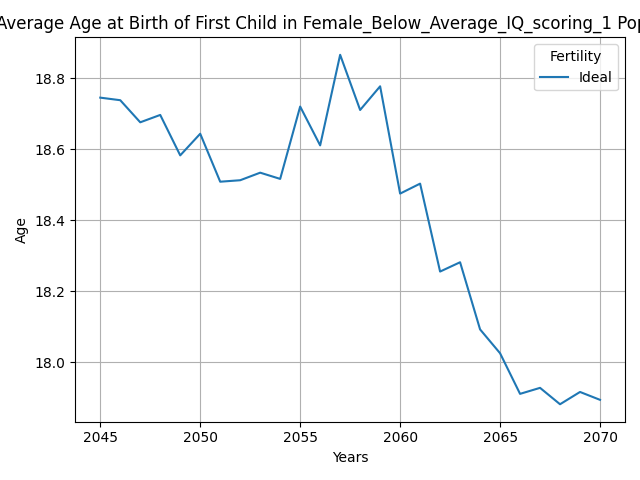 Average Age at Birth of First Child in Female_Below_Average_IQ_scoring_1 Pop
Fertility
Ideal
18.8
18.6
18.4
18.2
18.0
Age
2045 2050 2055 2060 2065 2070
Years